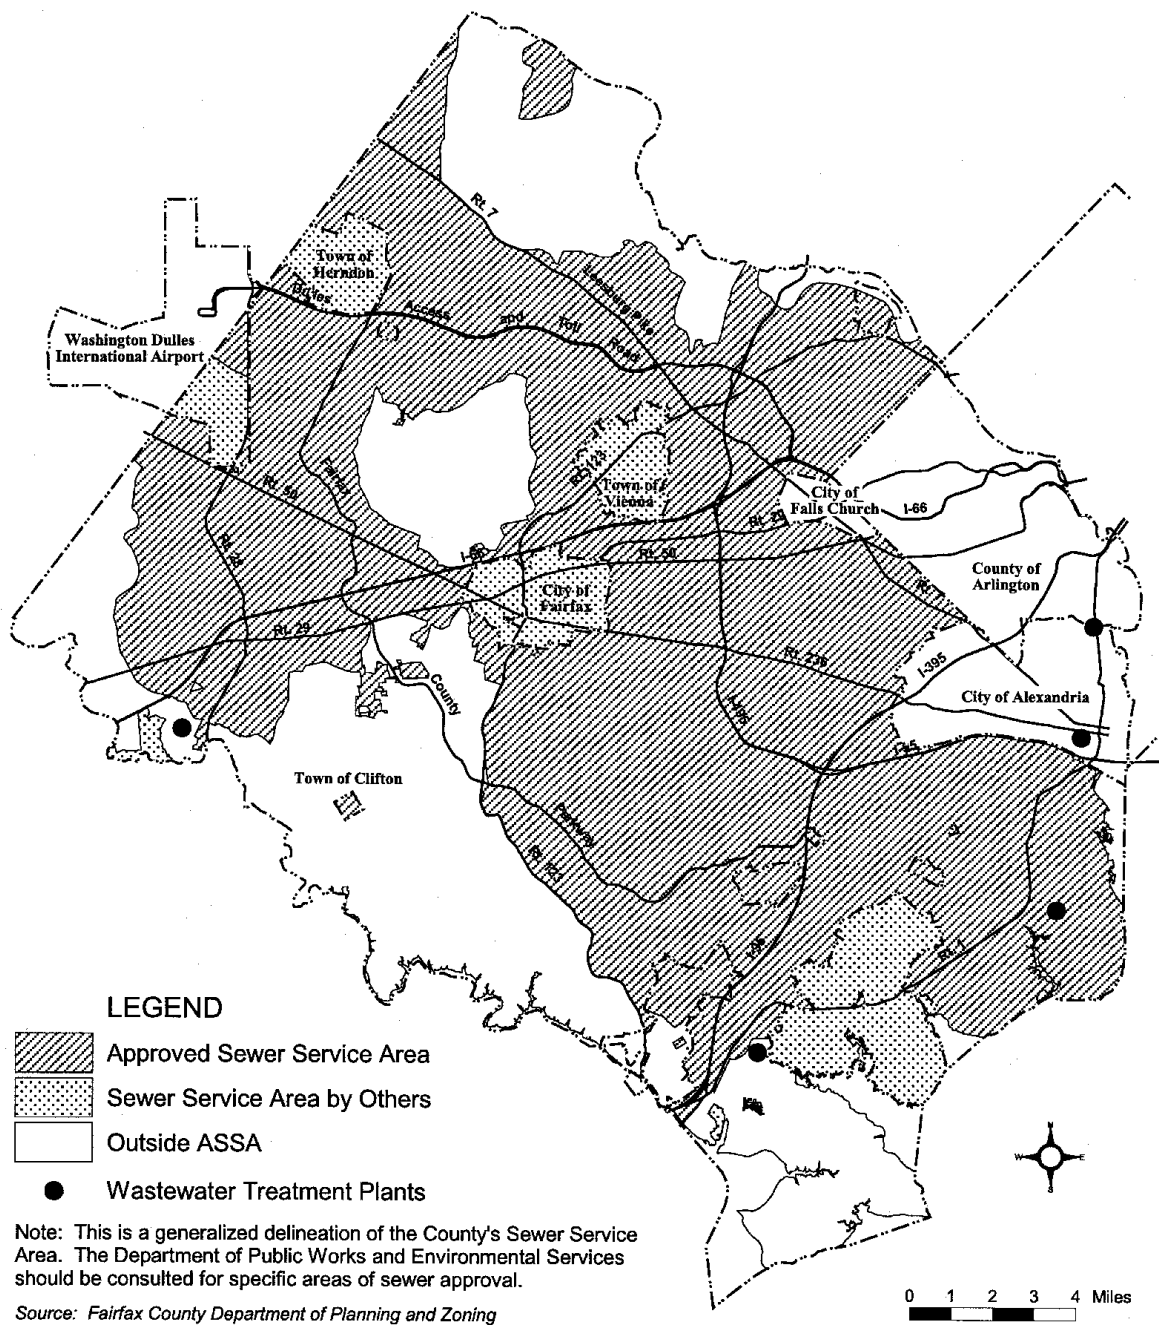 Rt. 7
Town of
Herndon
Leesburg Pike
Dulles Access and Toll Road
Washington Dulles
International Airport
Rt. 123
Town of
Vienna
Rt. 50
Fairfax
Rt. 28
City of
Falls Church
I-66
Rt. 29
I-66
Rt. 50
County of
Arlington
City of
Fairfax
Rt. 7
Rt. 29
Rt. 236
I-395
County
I-495
City of Alexandria
I-95
Town of Clifton
Parkway
Rt. 123
I-95
Rt. 1
LEGEND
Approved Sewer Service Area
Sewer Service Area by Others
Outside ASSA
Wastewater Treatment Plants
N
W E
S
Note: This is a generalized delineation of the County's Sewer Service
Area. The Department of Public Works and Environmental Services
should be consulted for specific areas of sewer approval.
Source: Fairfax County Department of Planning and Zoning
0 1 2 3 4 Miles